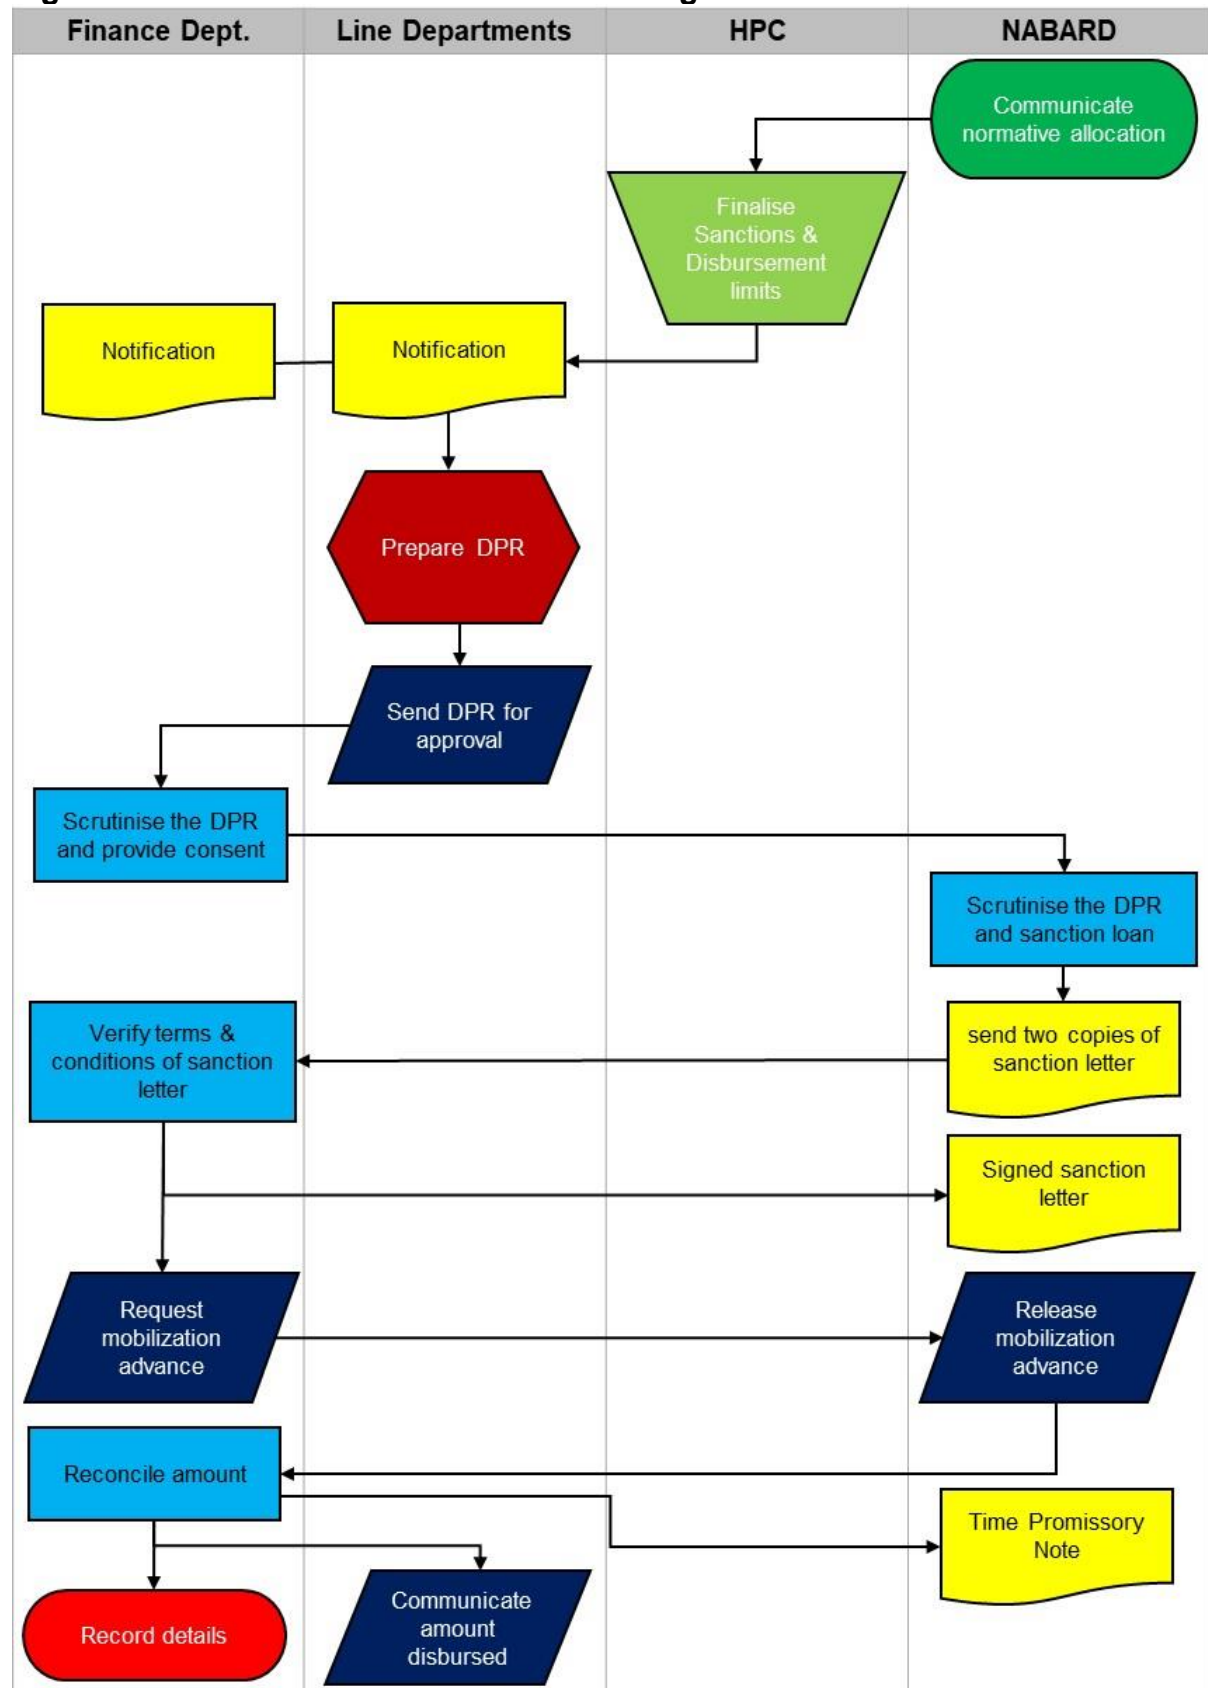 Finance Dept.
Line Departments
HPC
NABARD
Communicate
normative allocation
Finalise
Sanctions &
Disbursement
limits
Notification
Notification
Prepare DPR
Send DPR for
approval
Scrutinise the DPR
and provide consent
Scrutinise the DPR
and sanction loan
Verify terms &
conditions of sanction
letter
send two copies of
sanction letter
Signed sanction
letter
Request
mobilization
advance
Release
mobilization
advance
Reconcile amount
Time Promissory
Note
Communicate
amount
disbursed
Record details